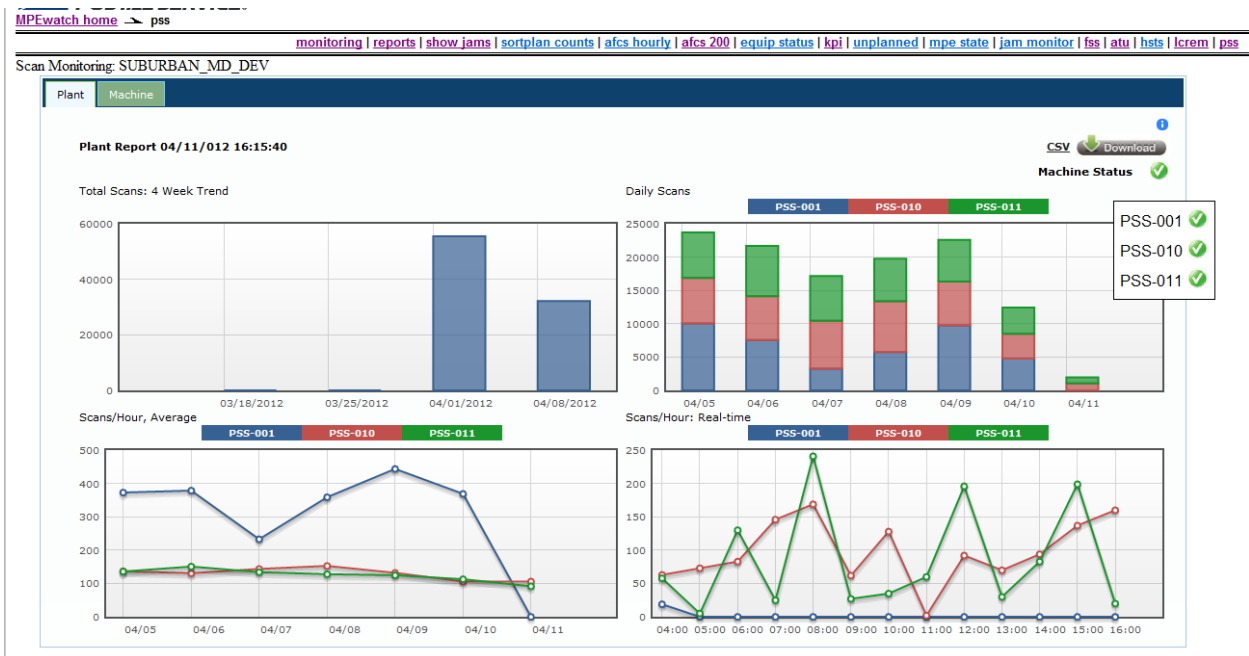 MPEwatch home pss
monitoring | reports | show jams | sortplan counts | afcs hourly | afcs 200 | equip status | kpi | unplanned | mpe state | jam monitor | fss | atu | hsts | lcrem | pss
Scan Monitoring: SUBURBAN_MD_DEV
Plant Machine
Plant Report 04/11/012 16:15:40
CSV Download
Machine Status
Total Scans: 4 Week Trend
60000
40000
20000
0
03/18/2012 03/25/2012 04/01/2012 04/08/2012
Daily Scans
PSS-001 PSS-010 PSS-011
25000
20000
15000
10000
5000
0
04/05 04/06 04/07 04/08 04/09 04/10 04/11
PSS-001
PSS-010
PSS-011
Scans/Hour, Average
PSS-001 PSS-010 PSS-011
500
400
300
200
100
0
04/05 04/06 04/07 04/08 04/09 04/10 04/11
Scans/Hour: Real-time
PSS-001 PSS-010 PSS-011
250
200
150
100
50
0
04:00 05:00 06:00 07:00 08:00 09:00 10:00 11:00 12:00 13:00 14:00 15:00 16:00